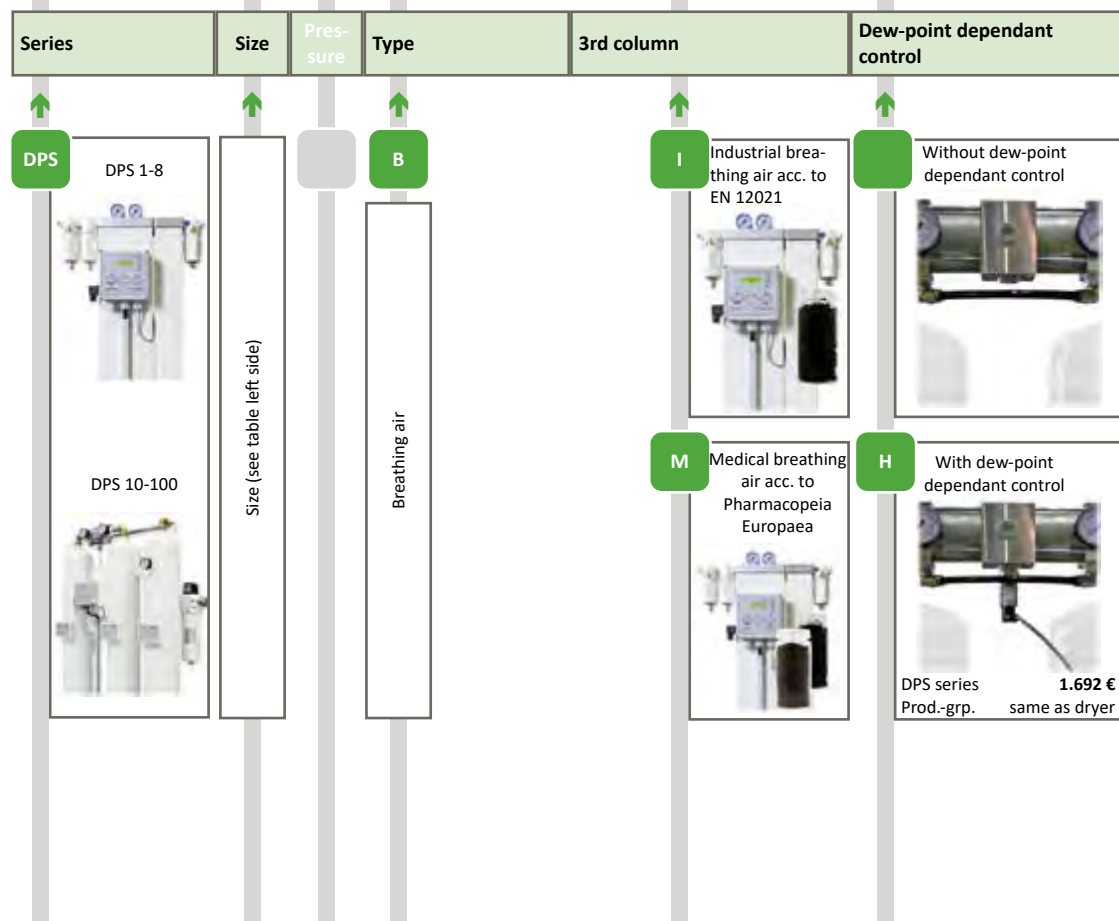 Series
Size
Pres-
sure
Type
3rd column
Dew-point dependant
control
DPS
DPS 1-8
DPS 10-100
Size (see table left side)
B
Breathing air
I
Industrial brea-
thing air acc. to
EN 12021
M
Medical breathing
air acc. to
Pharmacopeia
Europaea
Without dew-point
dependant control
H
With dew-point
dependant control
DPS series 1.692 €
Prod.-grp. same as dryer